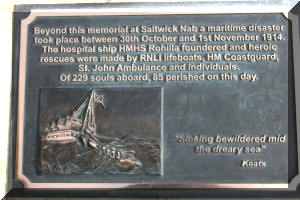 Beyond this memorial at Saltwick Nab a maritime disaster
took place between 30th October and 1st November 1914.
The hospital ship HMHS Rohilla foundered and heroic
rescues were made by RNLI lifeboats, HM Coastguard,
St. John Ambulance and individuals.
Of 229 souls aboard, 85 perished on this day.
"Sinking bewildered mid
the dreary sea"
Keats